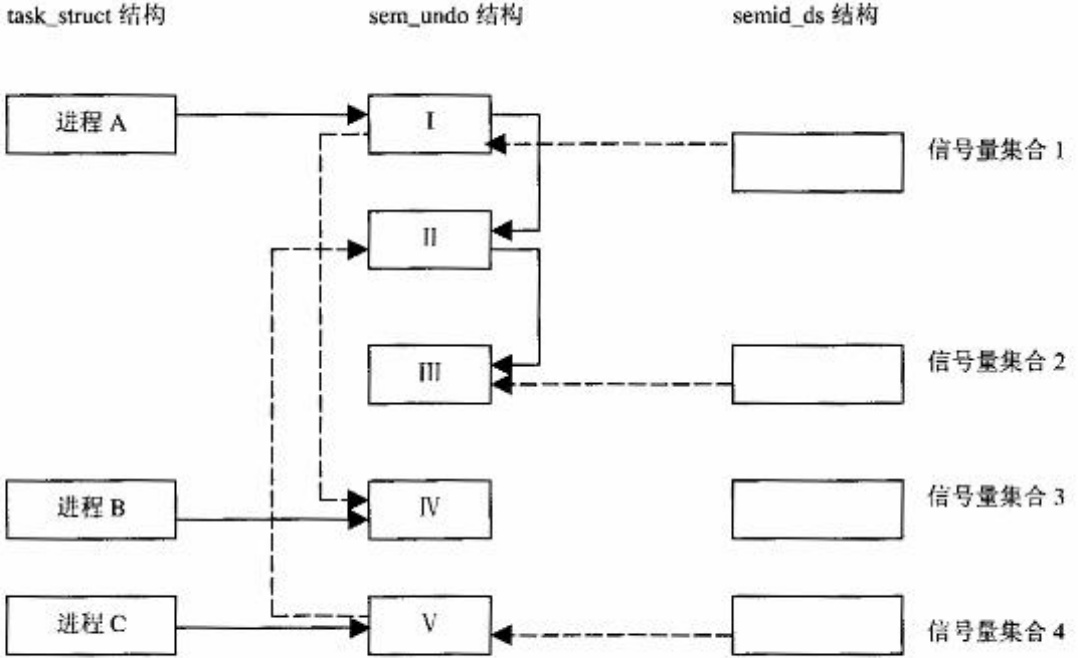 task_struct 结构 sem_undo 结构 semid_ds 结构
进程 A
I
信号量集合 1
II
III
信号量集合 2
进程 B
IV
信号量集合 3
进程 C
V
信号量集合 4